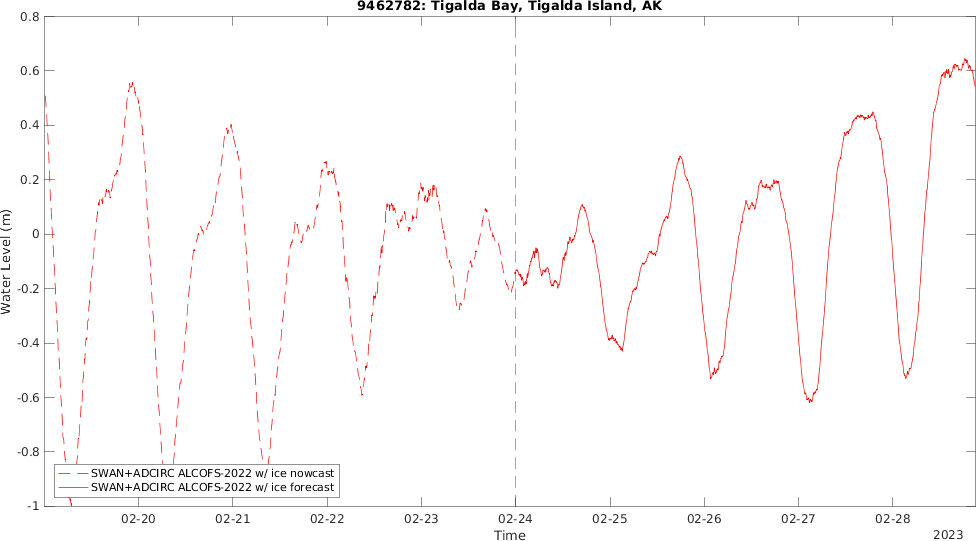 9462782: Tigalda Bay, Tigalda Island, AK
0.8
0.6
0.4
0.2
0
-0.2
-0.4
-0.6
-0.8
-1
Water Level (m)
SWAN+ADCIRC ALCOFS-2022 w/ ice nowcast
SWAN+ADCIRC ALCOFS-2022 w/ ice forecast
02-20 02-21 02-22 02-23 02-24 02-25 02-26 02-27 02-28
Time
2023